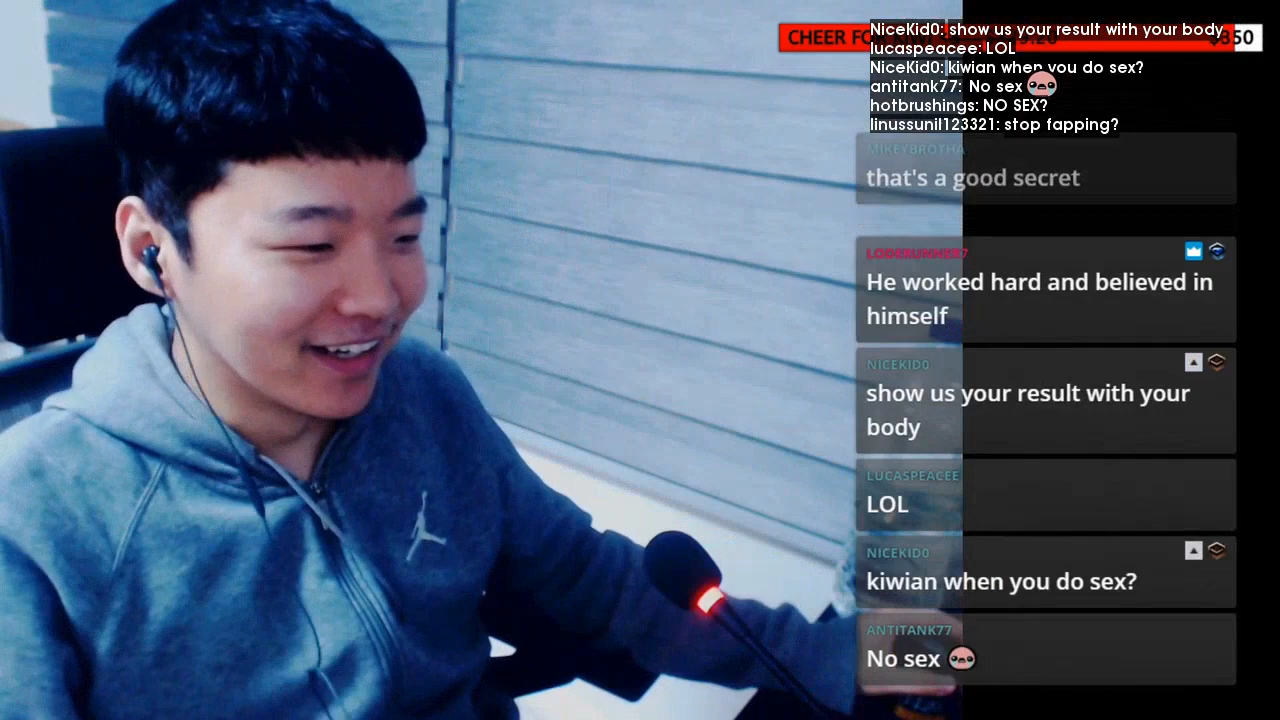 CHEER FO
$350
NiceKid0: show us your result with your body
lucaspeacee: LOL
NiceKid0: kiwian when you do sex?
antitank77: No sex
hotbrushings: NO SEX?
linussunil123321: stop fapping?
MIKEYBROTHA
that's a good secret
LODERUNNER7
He worked hard and believed in
himself
NICEKID0
show us your result with your
body
LUCASPEACEE
LOL
NICEKID0
kiwian when you do sex?
ANTITANK77
No sex